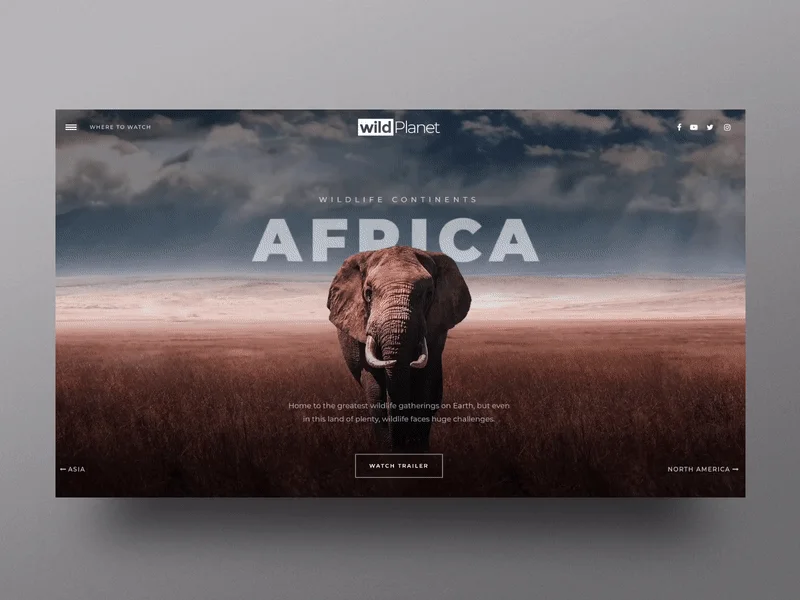 WHERE TO WATCH
wild Planet
WILDLIFE CONTINENTS
AFRICA
Home to the greatest wildlife gatherings on Earth, but even
in this land of plenty, wildlife faces huge challenges.
WATCH TRAILER
← ASIA
NORTH AMERICA →